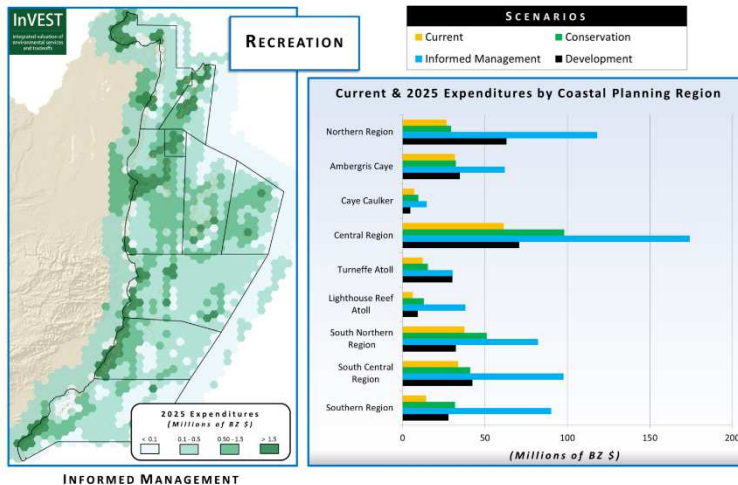 InVEST
integrated valuation of
environmental services
and tradeoffs
RECREATION
SCENARIOS
Current
Conservation
Informed Management
Development
Current & 2025 Expenditures by Coastal Planning Region
Northern Region
Ambergris Caye
Caye Caulker
Central Region
Turneffe Atoll
Lighthouse Reef
Atoll
South Northern
Region
South Central
Region
Southern Region
0 50 100 150 200
(Millions of BZ $)
2025 Expenditures
(Millions of BZ $)
< 0.1 0.1 - 0.5 0.50 - 1.5 > 1.5
INFORMED MANAGEMENT